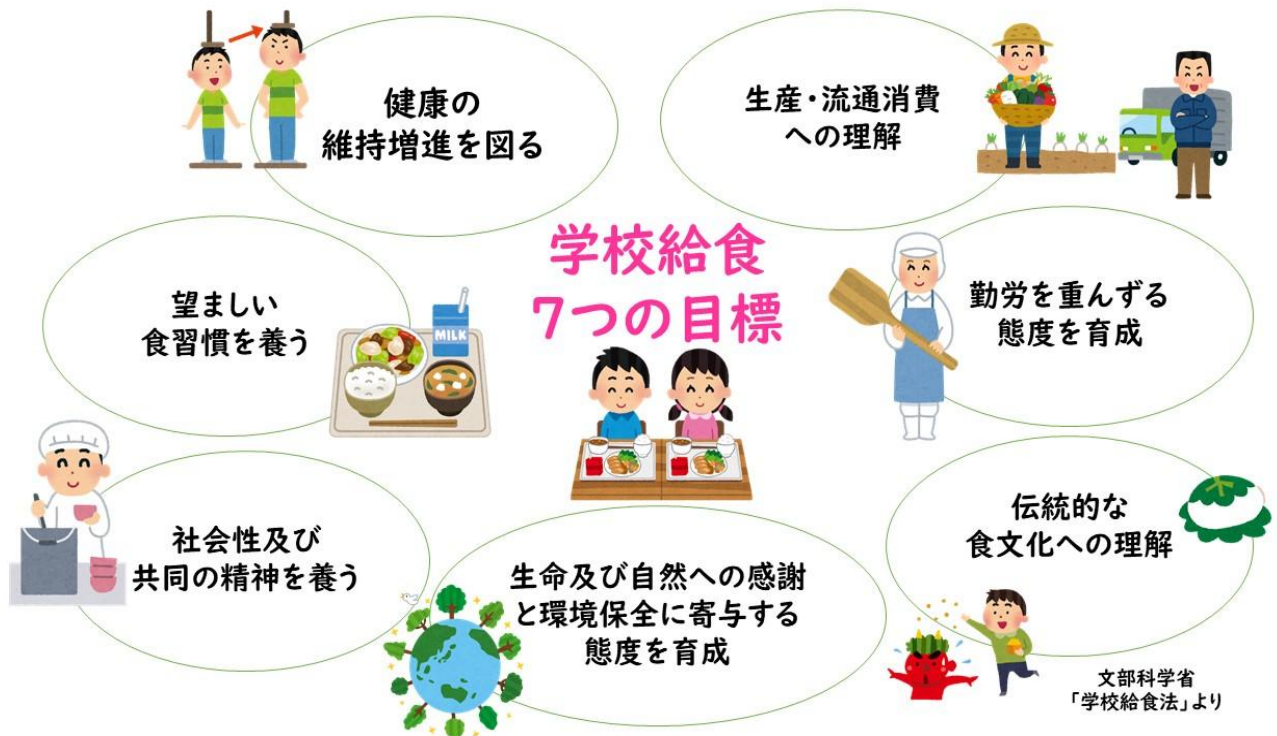 学校給食
7つの目標
健康の
維持増進を図る
生産・流通消費
への理解
望ましい
食習慣を養う
MILK
勤労を重んずる
態度を育成
社会性及び
共同の精神を養う
生命及び自然への感謝
と環境保全に寄与する
態度を育成
伝統的な
食文化への理解
文部科学省
「学校給食法」より